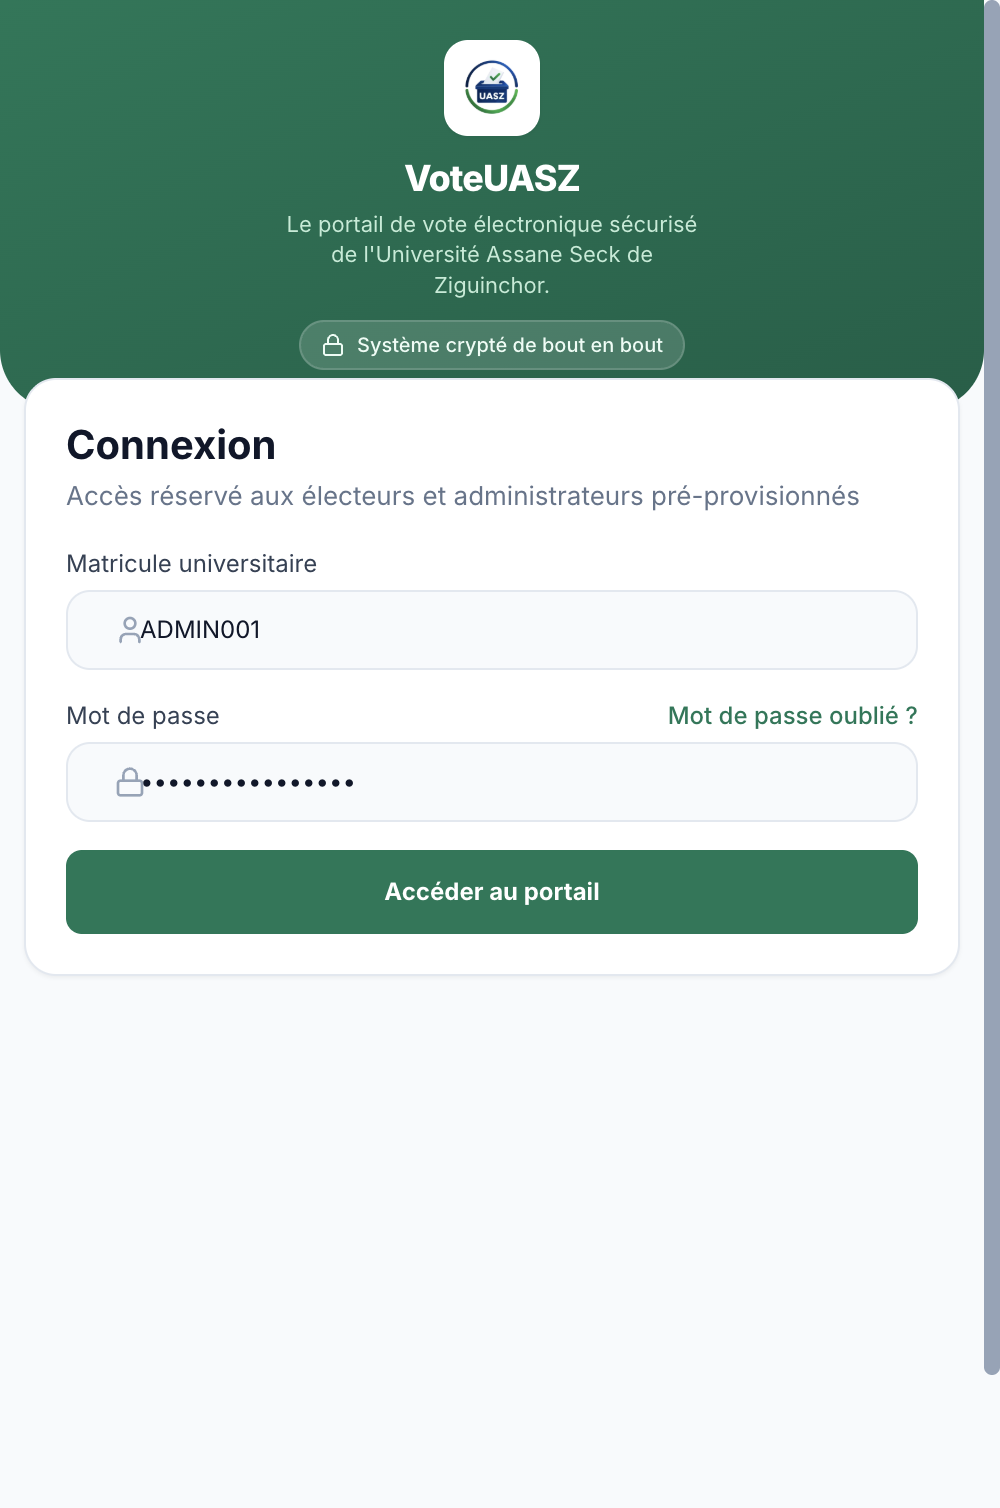 UASZ
VoteUASZ
Le portail de vote électronique sécurisé
de l'Université Assane Seck de
Ziguinchor.
Système crypté de bout en bout
Connexion
Accès réservé aux électeurs et administrateurs pré-provisionnés
Matricule universitaire
ADMIN001
Mot de passe
Mot de passe oublié ?
••••••••••••••••
Accéder au portail